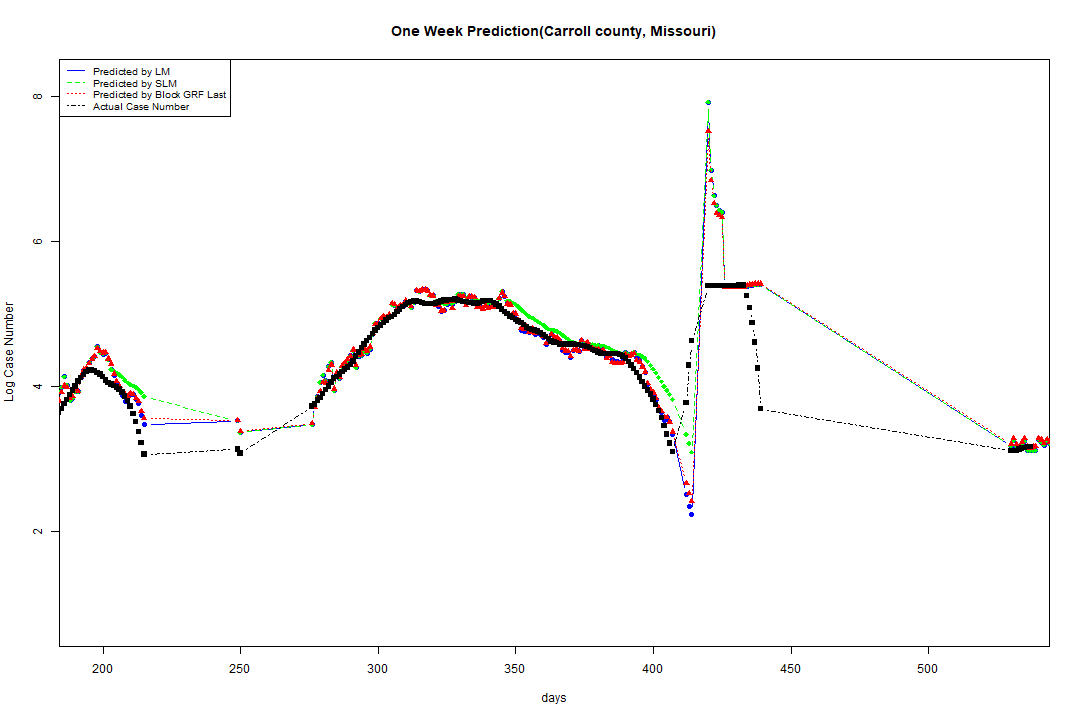 One Week Prediction(Carroll county, Missouri)
Predicted by LM
Predicted by SLM
Predicted by Block GRF Last
Actual Case Number
8
6
4
2
Log Case Number
200 250 300 350 400 450 500
days